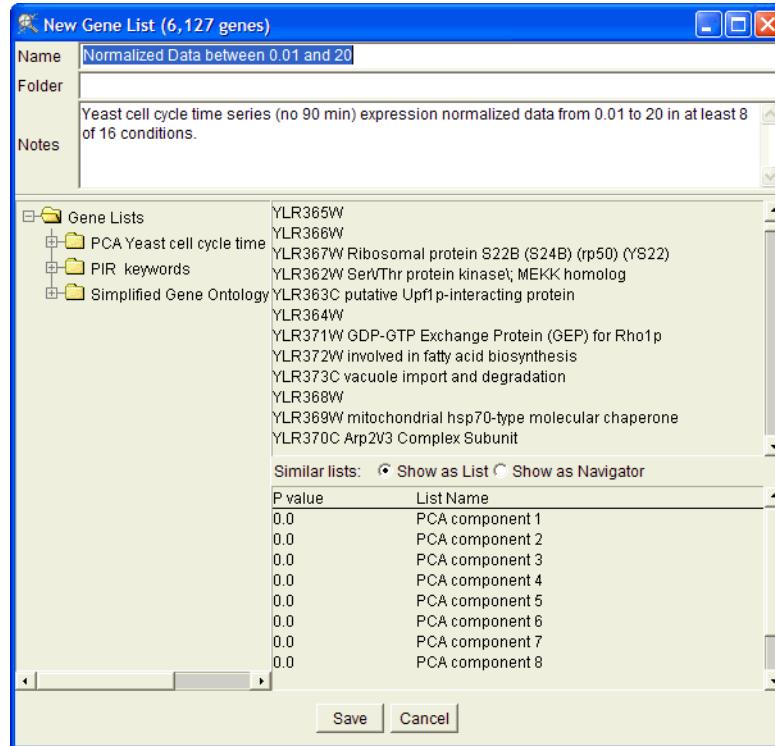 New Gene List (6,127 genes)
Name Normalized Data between 0.01 and 20
Folder
Notes
Yeast cell cycle time series (no 90 min) expression normalized data from 0.01 to 20 in at least 8
of 16 conditions.
Gene Lists
PCA Yeast cell cycle time
PIR keywords
Simplified Gene Ontology
YLR365W
YLR366W
YLR367W Ribosomal protein S22B (S24B) (rp50) (YS22)
YLR362W Ser\/Thr protein kinase\; MEKK homolog
YLR363C putative Upf1p-interacting protein
YLR364W
YLR371W GDP-GTP Exchange Protein (GEP) for Rho1p
YLR372W involved in fatty acid biosynthesis
YLR373C vacuole import and degradation
YLR368W
YLR369W mitochondrial hsp70-type molecular chaperone
YLR370C Arp2\/3 Complex Subunit
Similar lists: Show as List Show as Navigator
P value List Name
0.0 PCA component 1
0.0 PCA component 2
0.0 PCA component 3
0.0 PCA component 4
0.0 PCA component 5
0.0 PCA component 6
0.0 PCA component 7
0.0 PCA component 8
Save Cancel